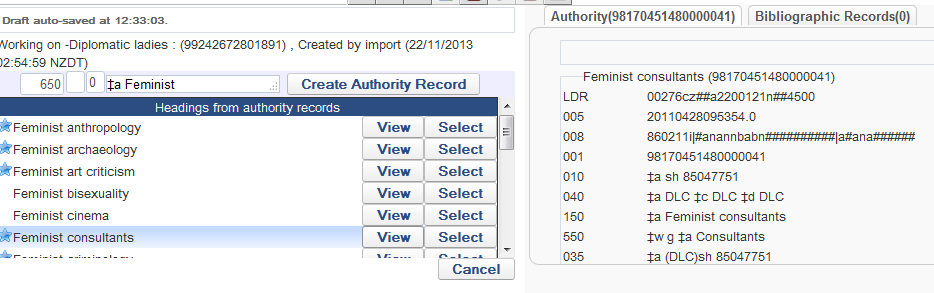 Draft auto-saved at 12:33:03.
Working on -Diplomatic ladies : (99242672801891) , Created by import (22/11/2013
02:54:59 NZDT)
650 0 ‡a Feminist Create Authority Record
Headings from authority records
Feminist anthropology View Select
Feminist archaeology View Select
Feminist art criticism View Select
Feminist bisexuality View Select
Feminist cinema View Select
Feminist consultants View Select
Feminist criminology View Select
Cancel
Authority(98170451480000041) Bibliographic Records(0)
Feminist consultants (98170451480000041)
LDR 00276cz##a2200121n##4500
005 20110428095354.0
008 860211i|#anannbabn##########|a#ana######
001 98170451480000041
010 ‡a sh 85047751
040 ‡a DLC ‡c DLC ‡d DLC
150 ‡a Feminist consultants
550 ‡w g ‡a Consultants
035 ‡a (DLC)sh 85047751